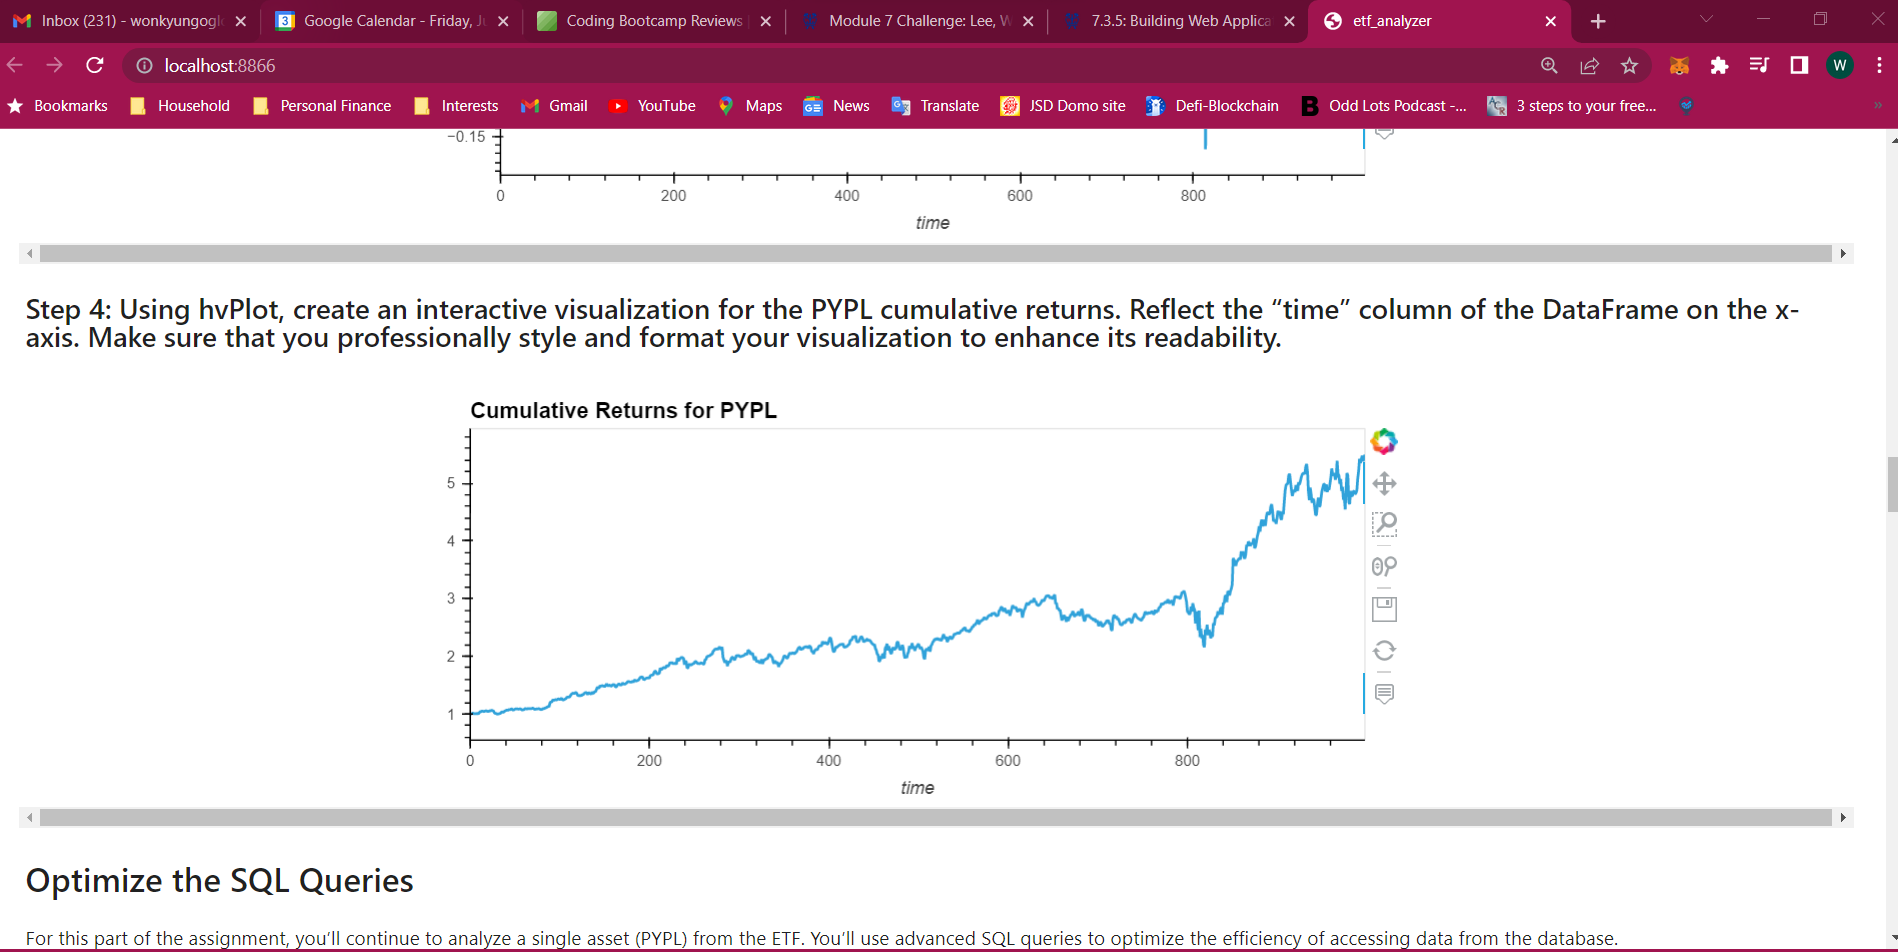 Inbox (231) - wonkyungogl
Google Calendar - Friday, Ju
Coding Bootcamp Reviews
Module 7 Challenge: Lee, W
7.3.5: Building Web Applica
etf_analyzer
localhost:8866
W
Bookmarks
Household
Personal Finance
Interests
Gmail
YouTube
Maps
News
Translate
JSD Domo site
Defi-Blockchain
Odd Lots Podcast -...
3 steps to your free...
−0.15
0 200 400 600 800
time
Step 4: Using hvPlot, create an interactive visualization for the PYPL cumulative returns. Reflect the “time” column of the DataFrame on the x-
axis. Make sure that you professionally style and format your visualization to enhance its readability.
Cumulative Returns for PYPL
5
4
3
2
1
0 200 400 600 800
time
Optimize the SQL Queries
For this part of the assignment, you’ll continue to analyze a single asset (PYPL) from the ETF. You’ll use advanced SQL queries to optimize the efficiency of accessing data from the database.